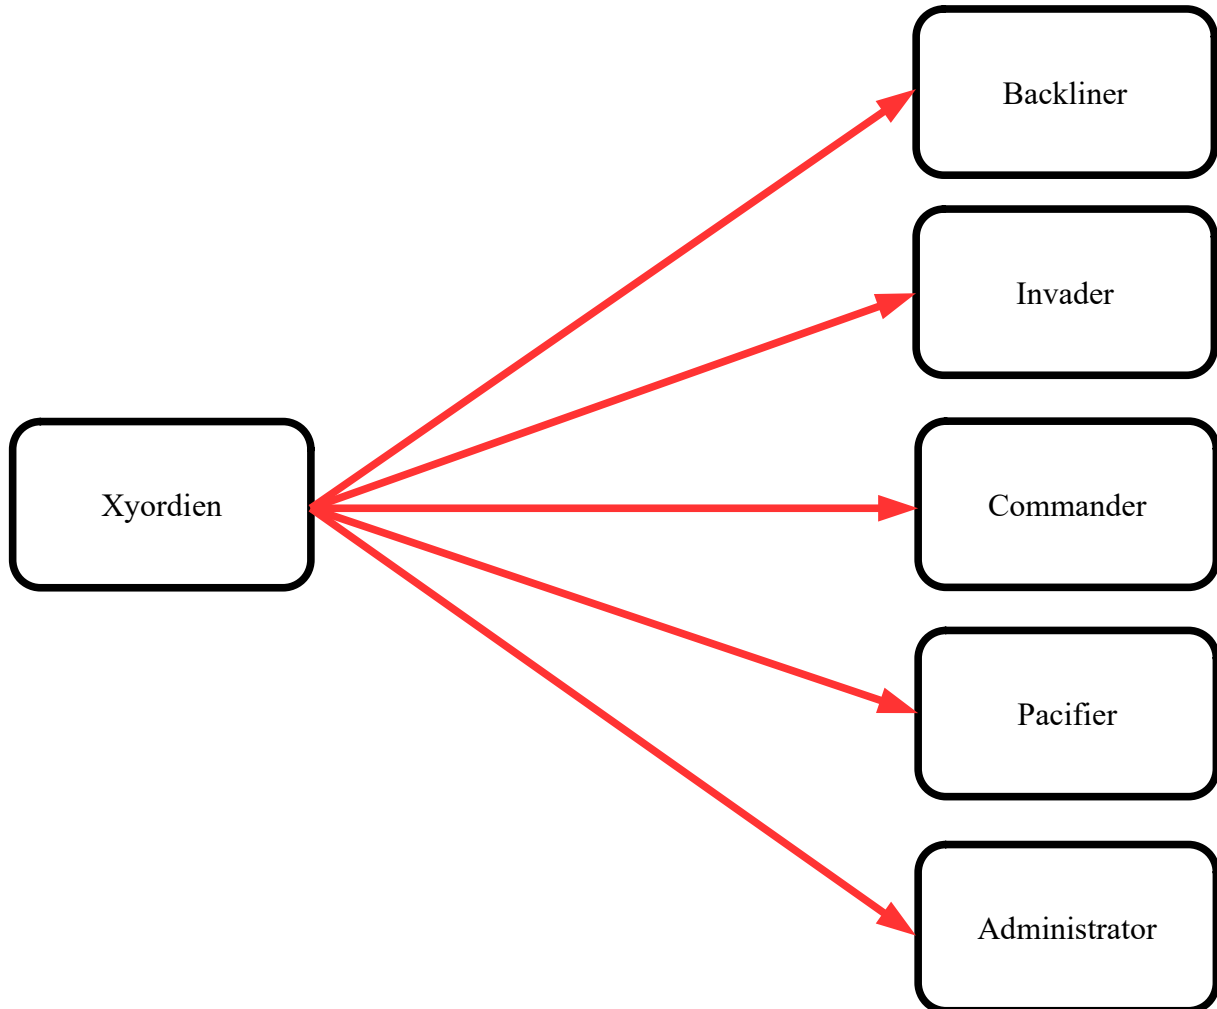 Backliner
Invader
Xyordien
Commander
Pacifier
Administrator